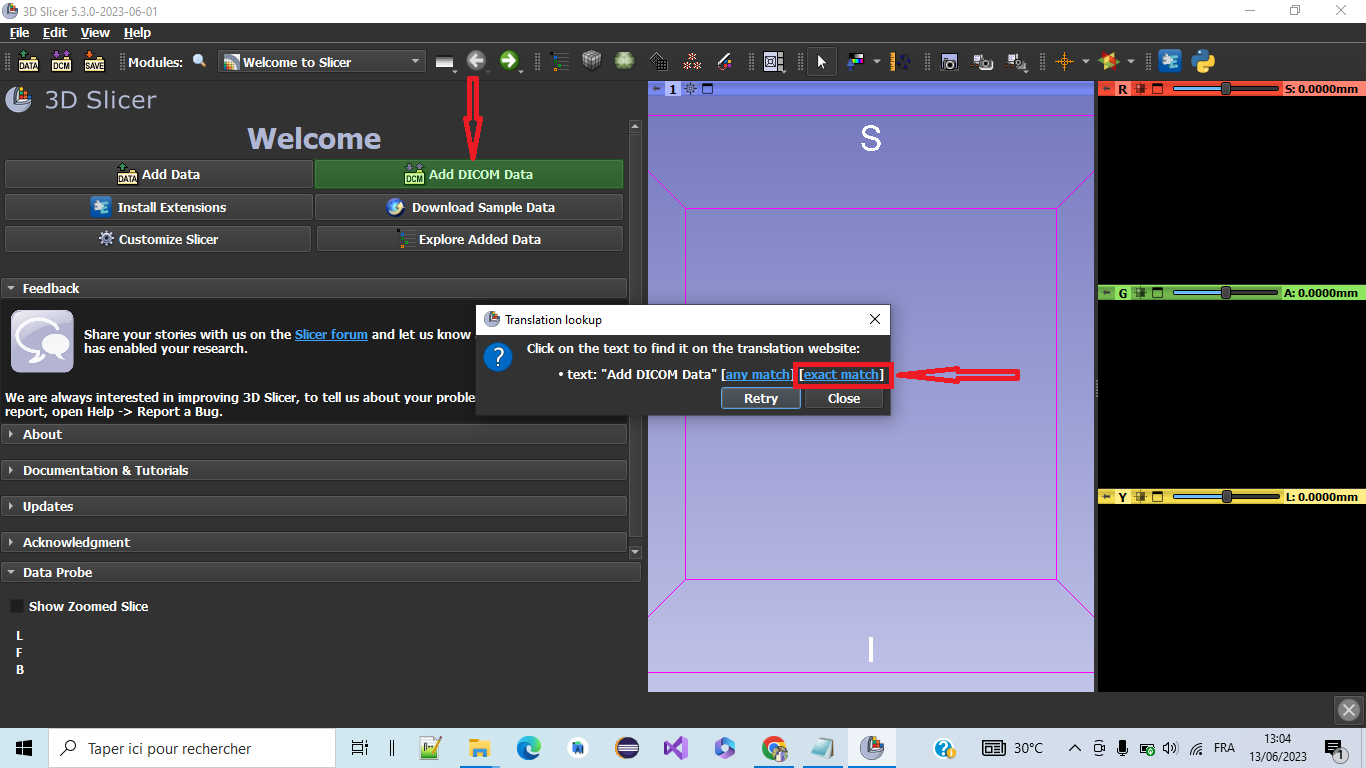 3D Slicer 5.3.0-2023-06-01
File Edit View Help
DATA DCM SAVE Modules: Welcome to Slicer
3D Slicer
Welcome
DATA Add Data
DCM Add DICOM Data
Install Extensions
Download Sample Data
Customize Slicer
Explore Added Data
Feedback
Share your stories with us on the Slicer forum and let us know
has enabled your research.
We are always interested in improving 3D Slicer, to tell us about your proble
report, open Help -> Report a Bug.
About
Documentation & Tutorials
Updates
Acknowledgment
Data Probe
Show Zoomed Slice
L
F
B
1
S
I
R S: 0.0000mm
G A: 0.0000mm
Y L: 0.0000mm
Translation lookup
Click on the text to find it on the translation website:
• text: "Add DICOM Data" [any match] [exact match]
Retry Close
Taper ici pour rechercher
30°C
FRA
13:04
13/06/2023
1